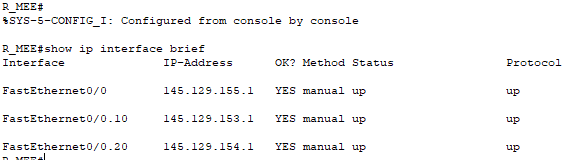 R_MEE#
%SYS-5-CONFIG_I: Configured from console by console
R_MEE#show ip interface brief
Interface IP-Address OK? Method Status Protocol
FastEthernet0/0 145.129.155.1 YES manual up up
FastEthernet0/0.10 145.129.153.1 YES manual up up
FastEthernet0/0.20 145.129.154.1 YES manual up up
R_MEE#